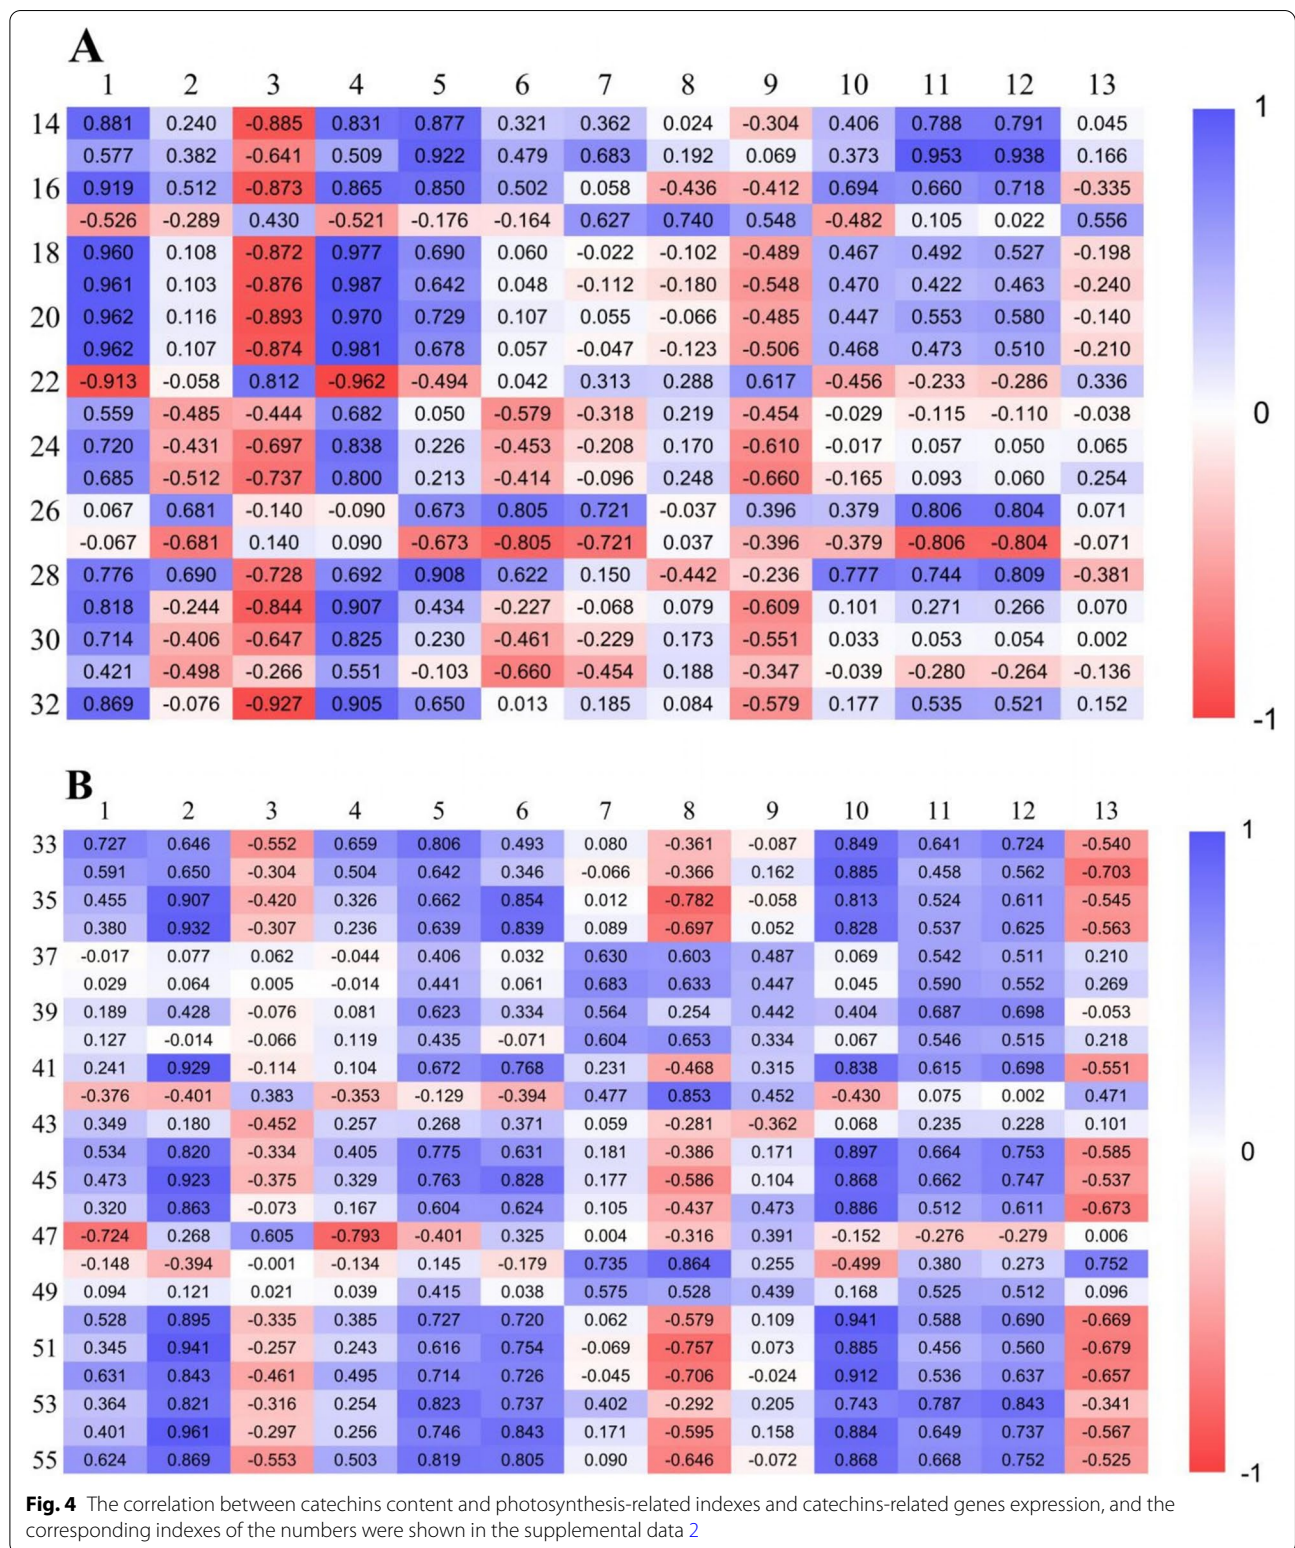 A
1 2 3 4 5 6 7 8 9 10 11 12 13
14 0.881 0.240 -0.885 0.831 0.877 0.321 0.362 0.024 -0.304 0.406 0.788 0.791 0.045
0.577 0.382 -0.641 0.509 0.922 0.479 0.683 0.192 0.069 0.373 0.953 0.938 0.166
16 0.919 0.512 -0.873 0.865 0.850 0.502 0.058 -0.436 -0.412 0.694 0.660 0.718 -0.335
-0.526 -0.289 0.430 -0.521 -0.176 -0.164 0.627 0.740 0.548 -0.482 0.105 0.022 0.556
18 0.960 0.108 -0.872 0.977 0.690 0.060 -0.022 -0.102 -0.489 0.467 0.492 0.527 -0.198
0.961 0.103 -0.876 0.987 0.642 0.048 -0.112 -0.180 -0.548 0.470 0.422 0.463 -0.240
20 0.962 0.116 -0.893 0.970 0.729 0.107 0.055 -0.066 -0.485 0.447 0.553 0.580 -0.140
0.962 0.107 -0.874 0.981 0.678 0.057 -0.047 -0.123 -0.506 0.468 0.473 0.510 -0.210
22 -0.913 -0.058 0.812 -0.962 -0.494 0.042 0.313 0.288 0.617 -0.456 -0.233 -0.286 0.336
0.559 -0.485 -0.444 0.682 0.050 -0.579 -0.318 0.219 -0.454 -0.029 -0.115 -0.110 -0.038
24 0.720 -0.431 -0.697 0.838 0.226 -0.453 -0.208 0.170 -0.610 -0.017 0.057 0.050 0.065
0.685 -0.512 -0.737 0.800 0.213 -0.414 -0.096 0.248 -0.660 -0.165 0.093 0.060 0.254
26 0.067 0.681 -0.140 -0.090 0.673 0.805 0.721 -0.037 0.396 0.379 0.806 0.804 0.071
-0.067 -0.681 0.140 0.090 -0.673 -0.805 -0.721 0.037 -0.396 -0.379 -0.806 -0.804 -0.071
28 0.776 0.690 -0.728 0.692 0.908 0.622 0.150 -0.442 -0.236 0.777 0.744 0.809 -0.381
0.818 -0.244 -0.844 0.907 0.434 -0.227 -0.068 0.079 -0.609 0.101 0.271 0.266 0.070
30 0.714 -0.406 -0.647 0.825 0.230 -0.461 -0.229 0.173 -0.551 0.033 0.053 0.054 0.002
0.421 -0.498 -0.266 0.551 -0.103 -0.660 -0.454 0.188 -0.347 -0.039 -0.280 -0.264 -0.136
32 0.869 -0.076 -0.927 0.905 0.650 0.013 0.185 0.084 -0.579 0.177 0.535 0.521 0.152
1
0
-1
B
1 2 3 4 5 6 7 8 9 10 11 12 13
33 0.727 0.646 -0.552 0.659 0.806 0.493 0.080 -0.361 -0.087 0.849 0.641 0.724 -0.540
0.591 0.650 -0.304 0.504 0.642 0.346 -0.066 -0.366 0.162 0.885 0.458 0.562 -0.703
35 0.455 0.907 -0.420 0.326 0.662 0.854 0.012 -0.782 -0.058 0.813 0.524 0.611 -0.545
0.380 0.932 -0.307 0.236 0.639 0.839 0.089 -0.697 0.052 0.828 0.537 0.625 -0.563
37 -0.017 0.077 0.062 -0.044 0.406 0.032 0.630 0.603 0.487 0.069 0.542 0.511 0.210
0.029 0.064 0.005 -0.014 0.441 0.061 0.683 0.633 0.447 0.045 0.590 0.552 0.269
39 0.189 0.428 -0.076 0.081 0.623 0.334 0.564 0.254 0.442 0.404 0.687 0.698 -0.053
0.127 -0.014 -0.066 0.119 0.435 -0.071 0.604 0.653 0.334 0.067 0.546 0.515 0.218
41 0.241 0.929 -0.114 0.104 0.672 0.768 0.231 -0.468 0.315 0.838 0.615 0.698 -0.551
-0.376 -0.401 0.383 -0.353 -0.129 -0.394 0.477 0.853 0.452 -0.430 0.075 0.002 0.471
43 0.349 0.180 -0.452 0.257 0.268 0.371 0.059 -0.281 -0.362 0.068 0.235 0.228 0.101
0.534 0.820 -0.334 0.405 0.775 0.631 0.181 -0.386 0.171 0.897 0.664 0.753 -0.585
45 0.473 0.923 -0.375 0.329 0.763 0.828 0.177 -0.586 0.104 0.868 0.662 0.747 -0.537
0.320 0.863 -0.073 0.167 0.604 0.624 0.105 -0.437 0.473 0.886 0.512 0.611 -0.673
47 -0.724 0.268 0.605 -0.793 -0.401 0.325 0.004 -0.316 0.391 -0.152 -0.276 -0.279 0.006
-0.148 -0.394 -0.001 -0.134 0.145 -0.179 0.735 0.864 0.255 -0.499 0.380 0.273 0.752
49 0.094 0.121 0.021 0.039 0.415 0.038 0.575 0.528 0.439 0.168 0.525 0.512 0.096
0.528 0.895 -0.335 0.385 0.727 0.720 0.062 -0.579 0.109 0.941 0.588 0.690 -0.669
51 0.345 0.941 -0.257 0.243 0.616 0.754 -0.069 -0.757 0.073 0.885 0.456 0.560 -0.679
0.631 0.843 -0.461 0.495 0.714 0.726 -0.045 -0.706 -0.024 0.912 0.536 0.637 -0.657
53 0.364 0.821 -0.316 0.254 0.823 0.737 0.402 -0.292 0.205 0.743 0.787 0.843 -0.341
0.401 0.961 -0.297 0.256 0.746 0.843 0.171 -0.595 0.158 0.884 0.649 0.737 -0.567
55 0.624 0.869 -0.553 0.503 0.819 0.805 0.090 -0.646 -0.072 0.868 0.668 0.752 -0.525
1
0
-1
Fig. 4 The correlation between catechins content and photosynthesis-related indexes and catechins-related genes expression, and the
corresponding indexes of the numbers were shown in the supplemental data 2